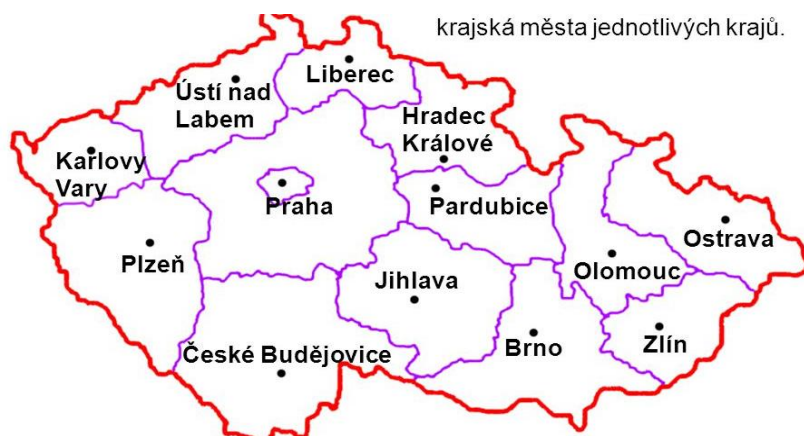 krajská města jednotlivých krajů.
Liberec
Ústí nad
Labem
Hradec
Králové
Karlovy
Vary
Praha
Pardubice
Plzeň
Ostrava
Olomouc
Jihlava
České Budějovice
Brno
Zlín